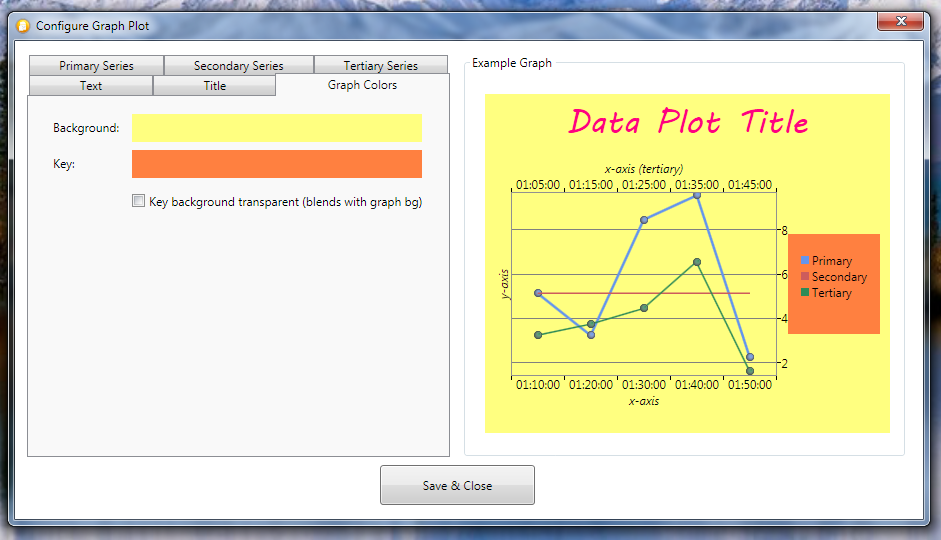 Configure Graph Plot
Primary Series Secondary Series Tertiary Series
Text Title Graph Colors
Background:
Key:
Key background transparent (blends with graph bg)
Example Graph
Data Plot Title
x-axis (tertiary)
01:05:00 01:15:00 01:25:00 01:35:00 01:45:00
8
6
4
2
y-axis
01:10:00 01:20:00 01:30:00 01:40:00 01:50:00
x-axis
Primary
Secondary
Tertiary
Save & Close